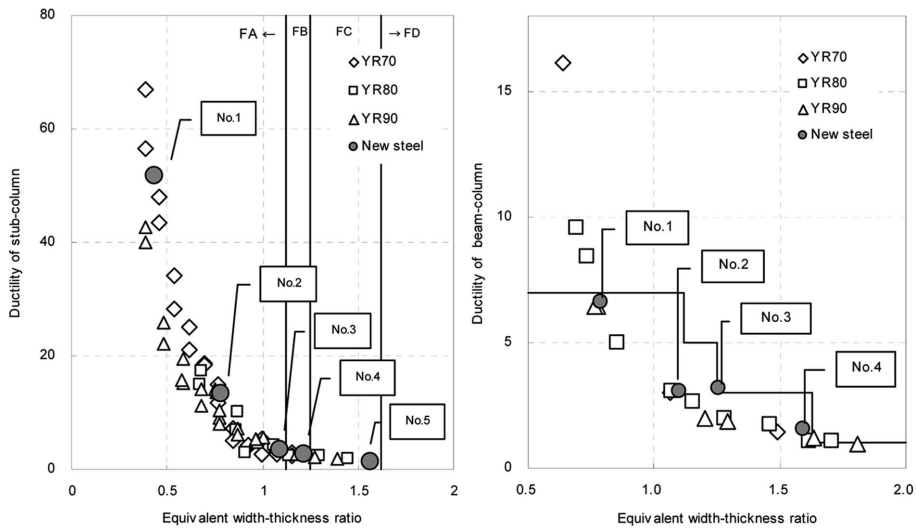 80
60
40
20
0
Ductility of stub-column
FA ← FB FC → FD
YR70
YR80
YR90
New steel
No.1
No.2
No.3
No.4
No.5
0 0.5 1 1.5 2
Equivalent width-thickness ratio
15
10
5
0
Ductility of beam-column
YR70
YR80
YR90
New steel
No.1
No.2
No.3
No.4
0.5 1.0 1.5 2.0
Equivalent width-thickness ratio